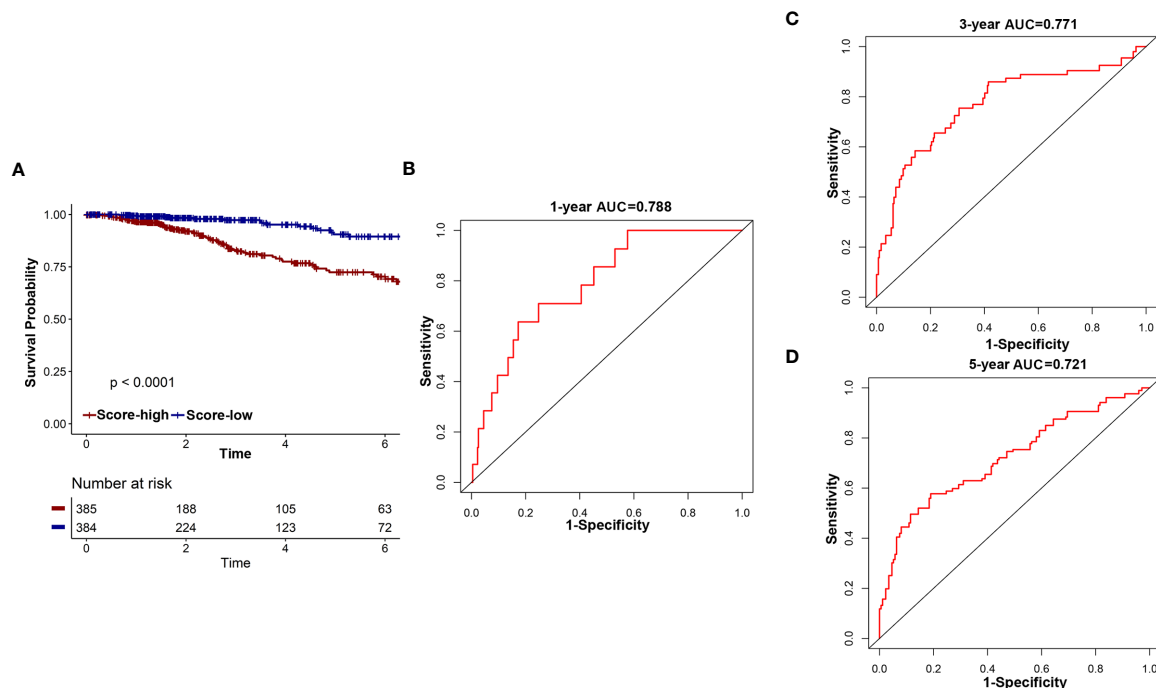 A
1.00
0.75
0.50
0.25
0.00
Survival Probability
p < 0.0001
Score-high Score-low
0 2 4 6
Time
Number at risk
385 188 105 63
384 224 123 72
0 2 4 6
Time
B
1-year AUC=0.788
Sensitivity
0.0 0.2 0.4 0.6 0.8 1.0
0.0 0.2 0.4 0.6 0.8 1.0
1-Specificity
C
3-year AUC=0.771
Sensitivity
0.0 0.2 0.4 0.6 0.8 1.0
0.0 0.2 0.4 0.6 0.8 1.0
1-Specificity
D
5-year AUC=0.721
Sensitivity
0.0 0.2 0.4 0.6 0.8 1.0
0.0 0.2 0.4 0.6 0.8 1.0
1-Specificity